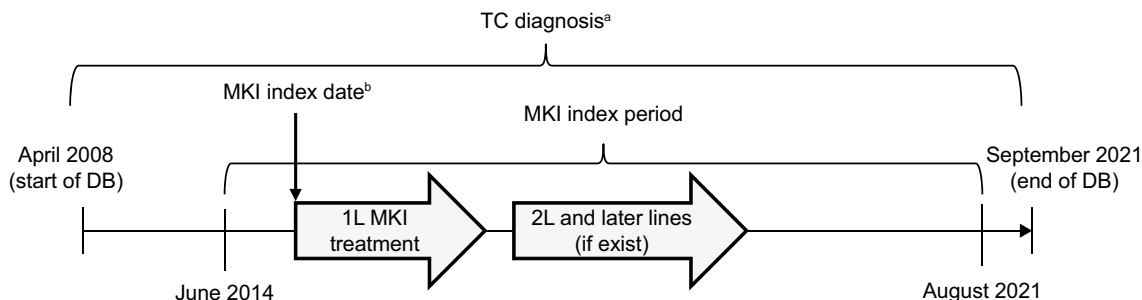 TC diagnosisᵃ
MKI index dateᵇ
MKI index period
April 2008
(start of DB)
September 2021
(end of DB)
1L MKI
treatment
2L and later lines
(if exist)
June 2014
August 2021